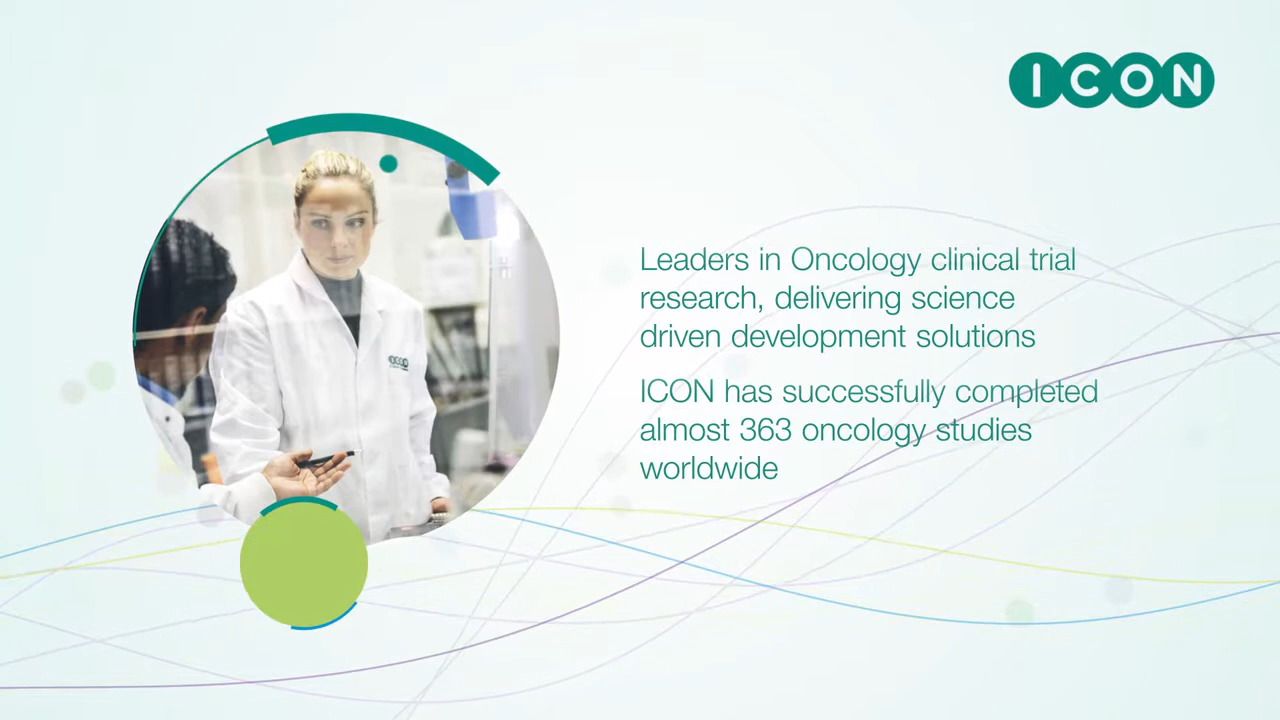 ICON
Leaders in Oncology clinical trial
research, delivering science
driven development solutions
ICON has successfully completed
almost 363 oncology studies
worldwide
ICON